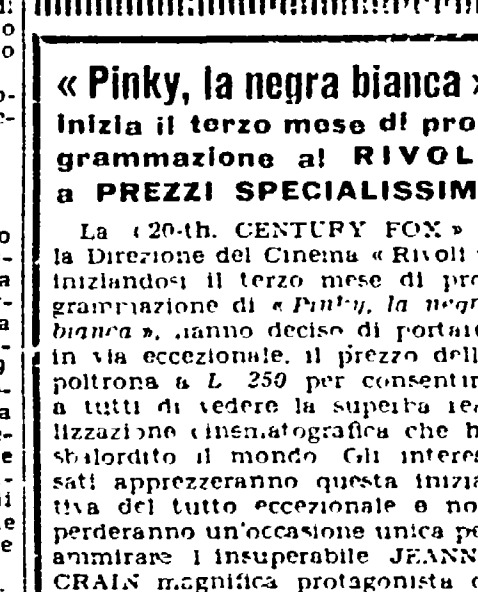 « Pinky, la negra bianca »
Inizia il terzo mese di pro
grammazione al RIVOL
a PREZZI SPECIALISSIM
La «20-th. CENTURY FOX »
la Direzione del Cinema « Rivoli
iniziandosi il terzo mese di pro
grammazione di « Pinky, la negr
bianca », hanno deciso di portare
in via eccezionale, il prezzo dell
poltrona a L 250 per consentir
a tutti di vedere la superba rea
lizzazione cinematografica che h
sbalordito il mondo Gli interes
sati apprezzeranno questa inizia
tiva del tutto eccezionale e no
perderanno un'occasione unica pe
ammirare l insuperabile JEANN
CRAIN magnifica protagonista d